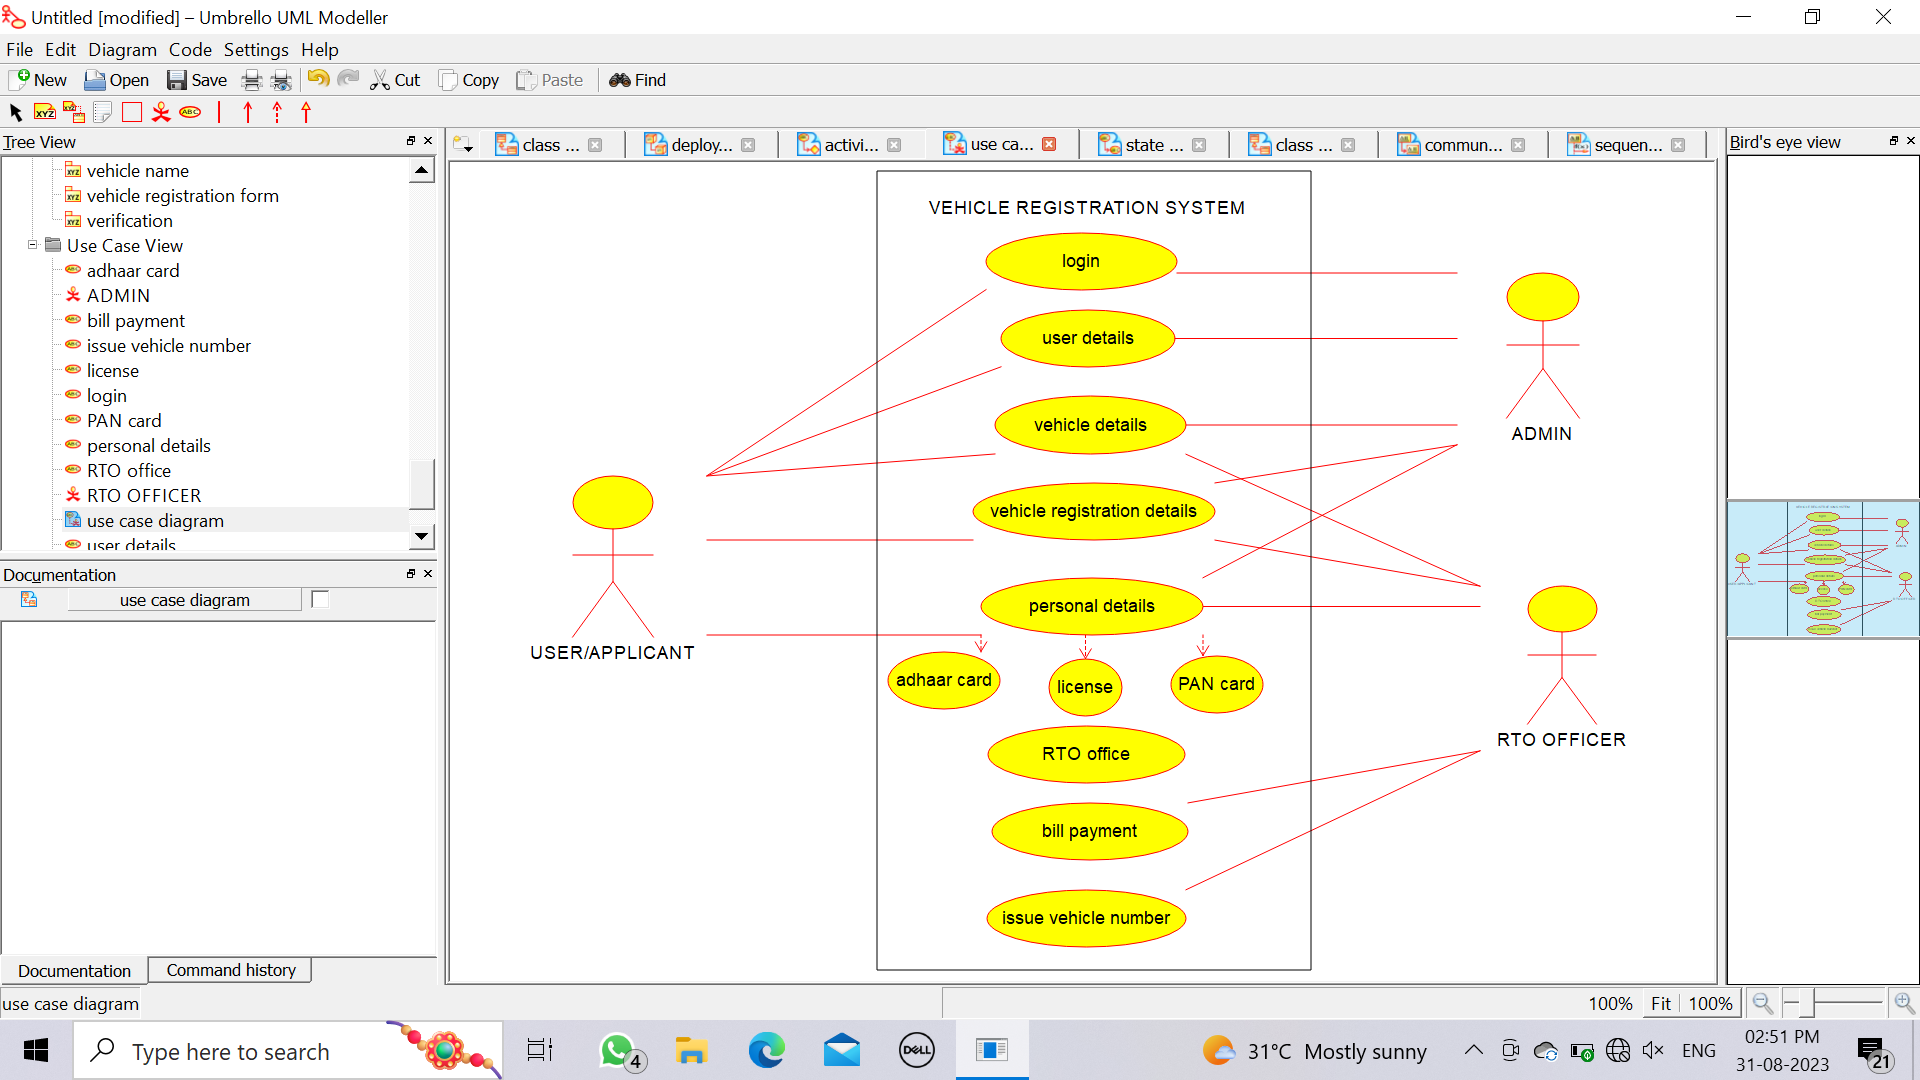 Untitled [modified] – Umbrello UML Modeller
File Edit Diagram Code Settings Help
New Open Save Cut Copy Paste Find
Tree View
vehicle name
vehicle registration form
verification
Use Case View
adhaar card
ADMIN
bill payment
issue vehicle number
license
login
PAN card
personal details
RTO office
RTO OFFICER
use case diagram
user details
Documentation
use case diagram
Documentation Command history
use case diagram
class ... deploy... activi... use ca... state ... class ... commun... sequen...
VEHICLE REGISTRATION SYSTEM
login
user details
vehicle details
vehicle registration details
personal details
adhaar card
license
PAN card
RTO office
bill payment
issue vehicle number
USER/APPLICANT
ADMIN
RTO OFFICER
Bird's eye view
100% Fit 100%
Type here to search
4
DELL
31°C Mostly sunny
ENG
02:51 PM
31-08-2023
21